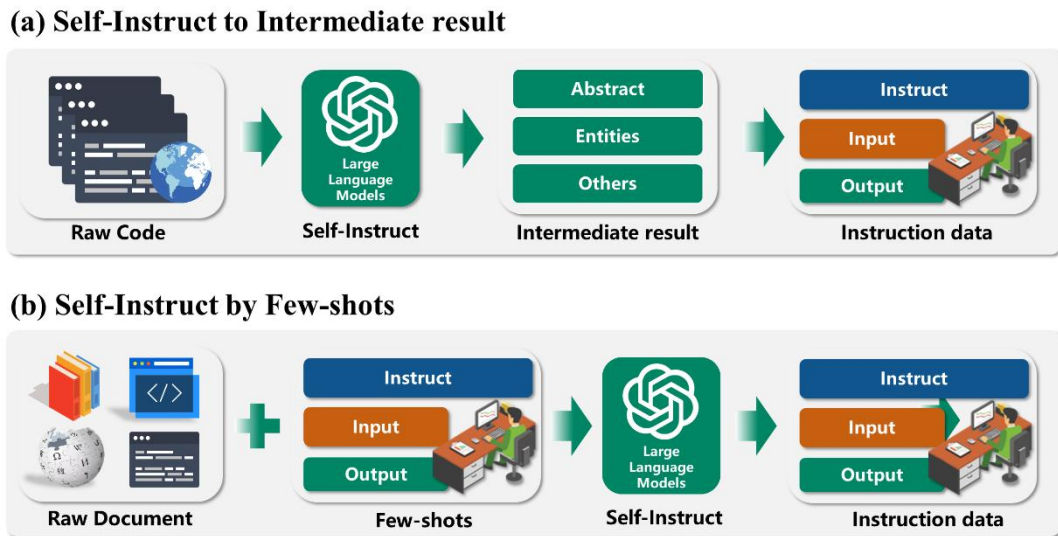 (a) Self-Instruct to Intermediate result
Large
Language
Models
Abstract
Entities
Others
Instruct
Input
Output
Raw Code
Self-Instruct
Intermediate result
Instruction data
(b) Self-Instruct by Few-shots
</>
Instruct
Input
Output
Large
Language
Models
Instruct
Input
Output
Raw Document
Few-shots
Self-Instruct
Instruction data